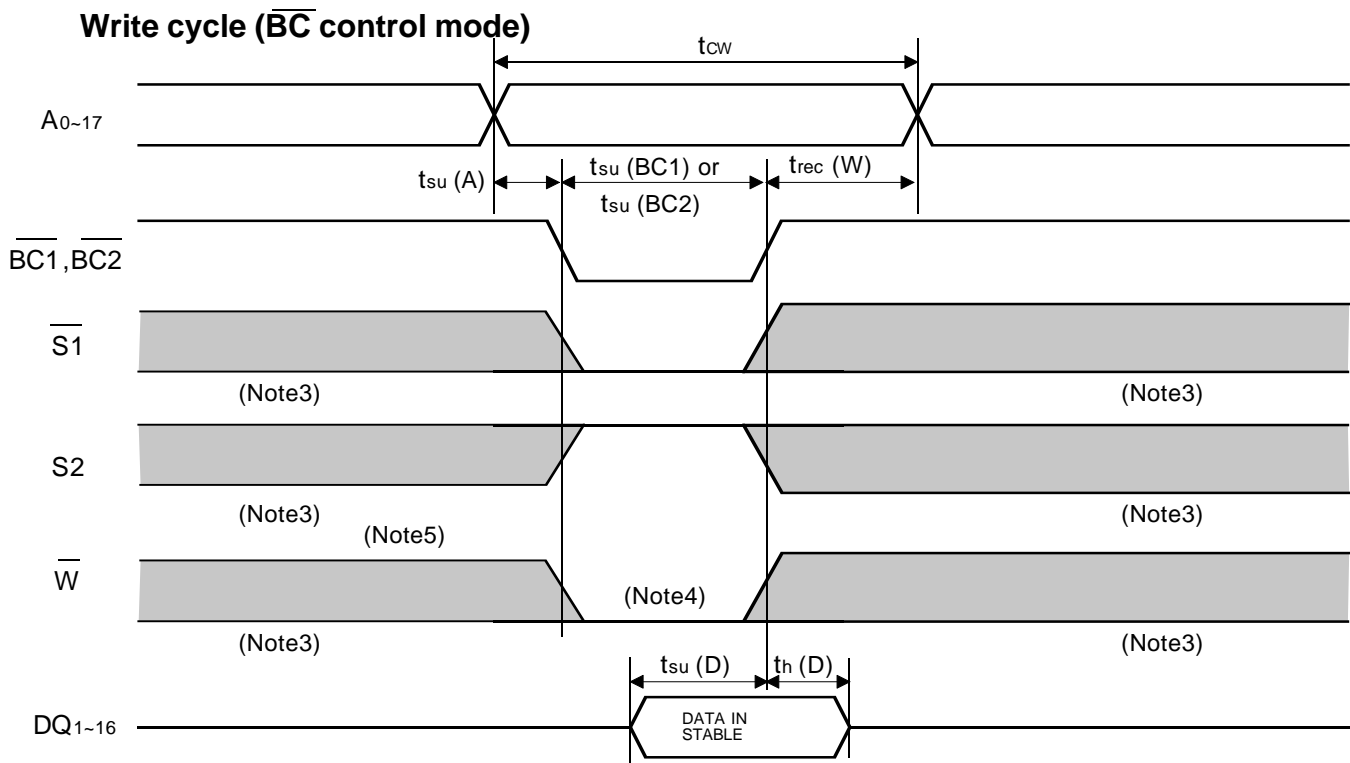 Write cycle (BC control mode)
tCW
A0~17
tsu (A)
tsu (BC1) or
tsu (BC2)
trec (W)
BC1,BC2
S1
(Note3)
(Note3)
S2
(Note3)
(Note3)
(Note5)
W
(Note4)
(Note3)
(Note3)
tsu (D)
th (D)
DQ1~16
DATA IN
STABLE